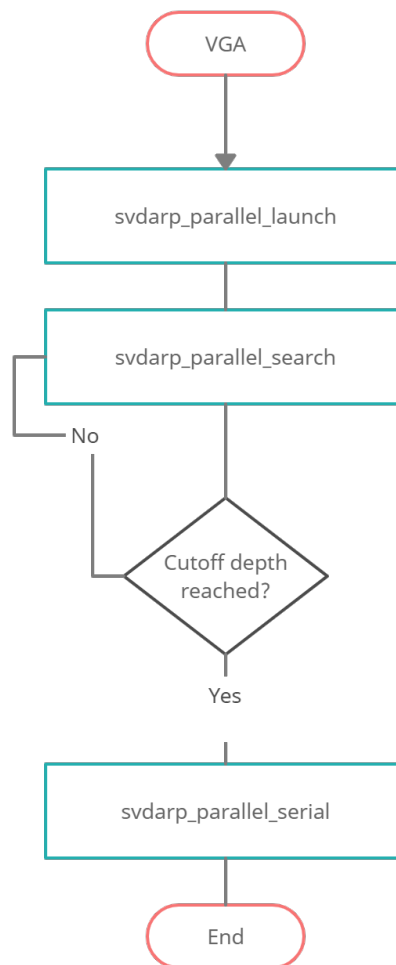 VGA
svdarp_parallel_launch
svdarp_parallel_search
No
Cutoff depth
reached?
Yes
svdarp_parallel_serial
End